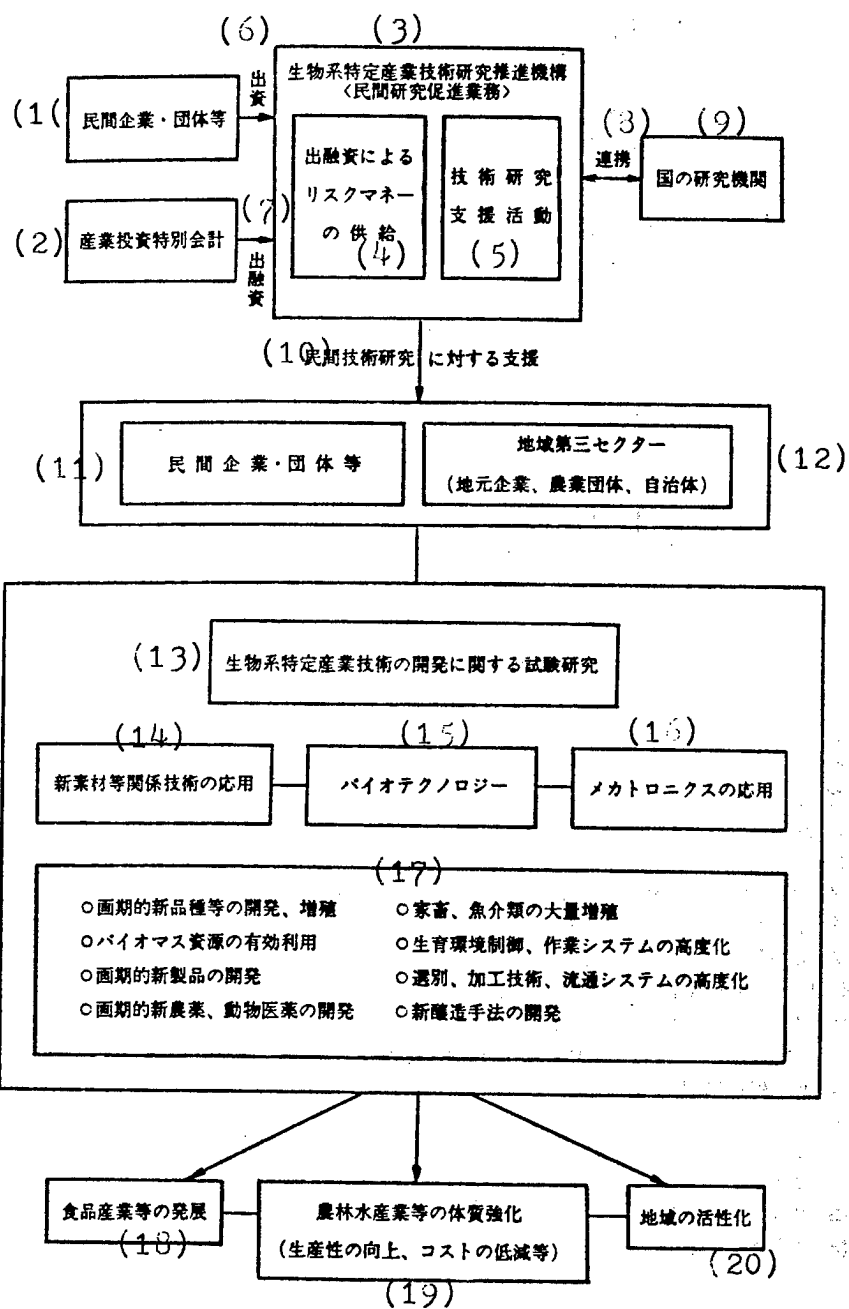 (6)
(3)
(1(
民間企業・団体等
出資
生物系特定産業技術研究推進機構
〈民間研究促進業務〉
出融資による
リスクマネー
の供給
(4)
技術研究
支援活動
(5)
(8)
連携
(9)
国の研究機関
(2)
産業投資特別会計
(7)
出融資
(10)
民間技術研究に対する支援
(11)
民間企業・団体等
地域第三セクター
(地元企業、農業団体、自治体)
(12)
(13)
生物系特定産業技術の開発に関する試験研究
(14)
(15)
(16)
新素材等関係技術の応用
バイオテクノロジー
メカトロニクスの応用
(17)
○画期的新品種等の開発、増殖
○バイオマス資源の有効利用
○画期的新製品の開発
○画期的新農薬、動物医薬の開発
○家畜、魚介類の大量増殖
○生育環境制御、作業システムの高度化
○選別、加工技術、流通システムの高度化
○新醸造手法の開発
食品産業等の発展
(18)
農林水産業等の体質強化
(生産性の向上、コストの低減等)
(19)
地域の活性化
(20)